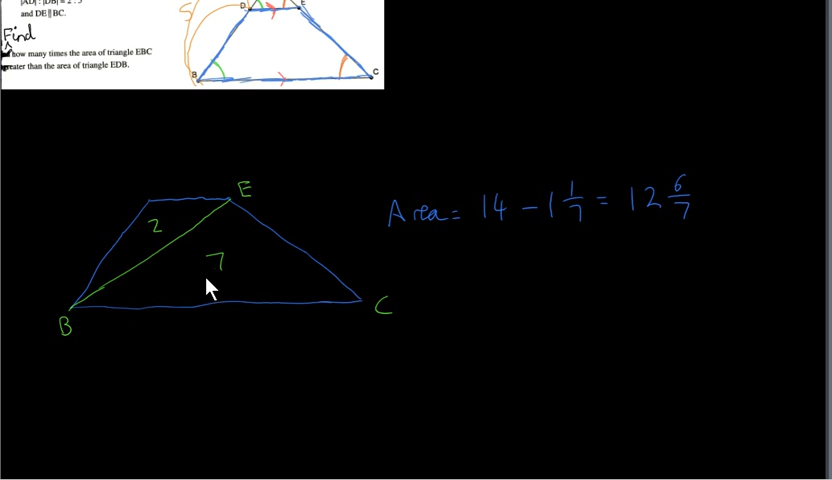 |AD| : |DB| = 2 : 5
and DE ∥ BC.
Find
how many times the area of triangle EBC
greater than the area of triangle EDB.
5
D E
B C
E
2
7
B C
Area = 14 - 1 1/7 = 12 6/7